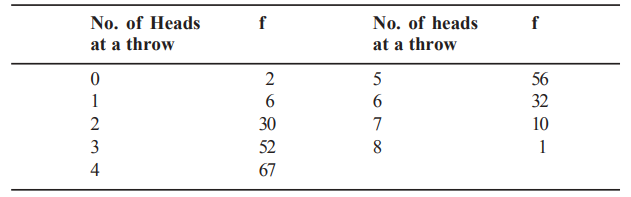 No. of Heads f No. of heads f
at a throw at a throw
0 2 5 56
1 6 6 32
2 30 7 10
3 52 8 1
4 67